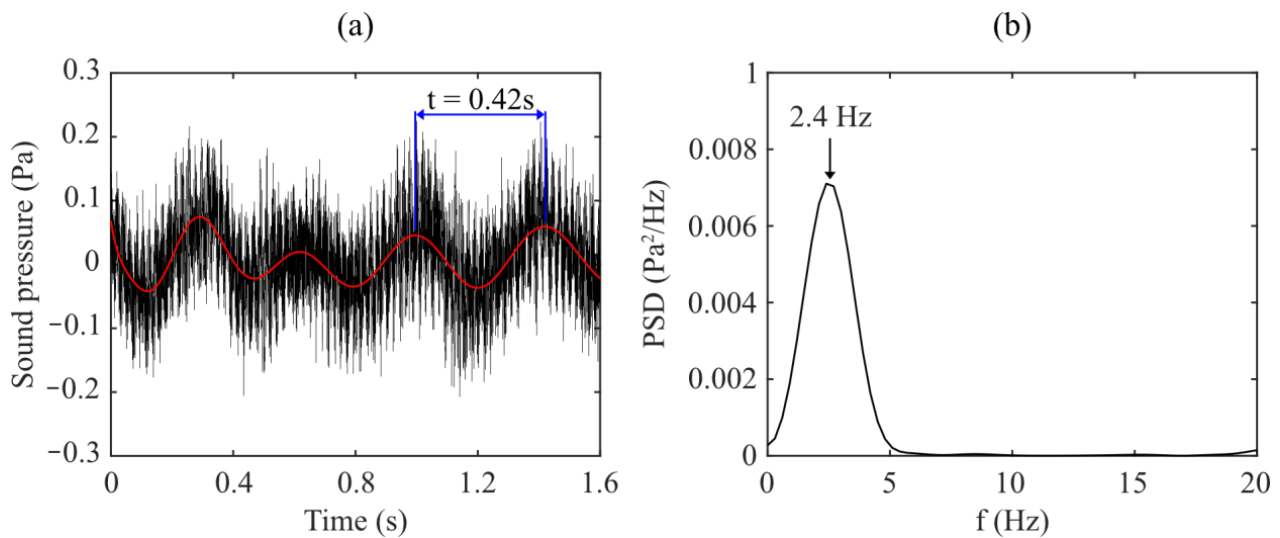 (a)
(b)
0.3
0.2
0.1
0
−0.1
−0.2
−0.3
Sound pressure (Pa)
t = 0.42s
0
0.4
0.8
1.2
1.6
Time (s)
1
0.008
0.006
0.004
0.002
0
PSD (Pa²/Hz)
2.4 Hz
0
5
10
15
20
f (Hz)